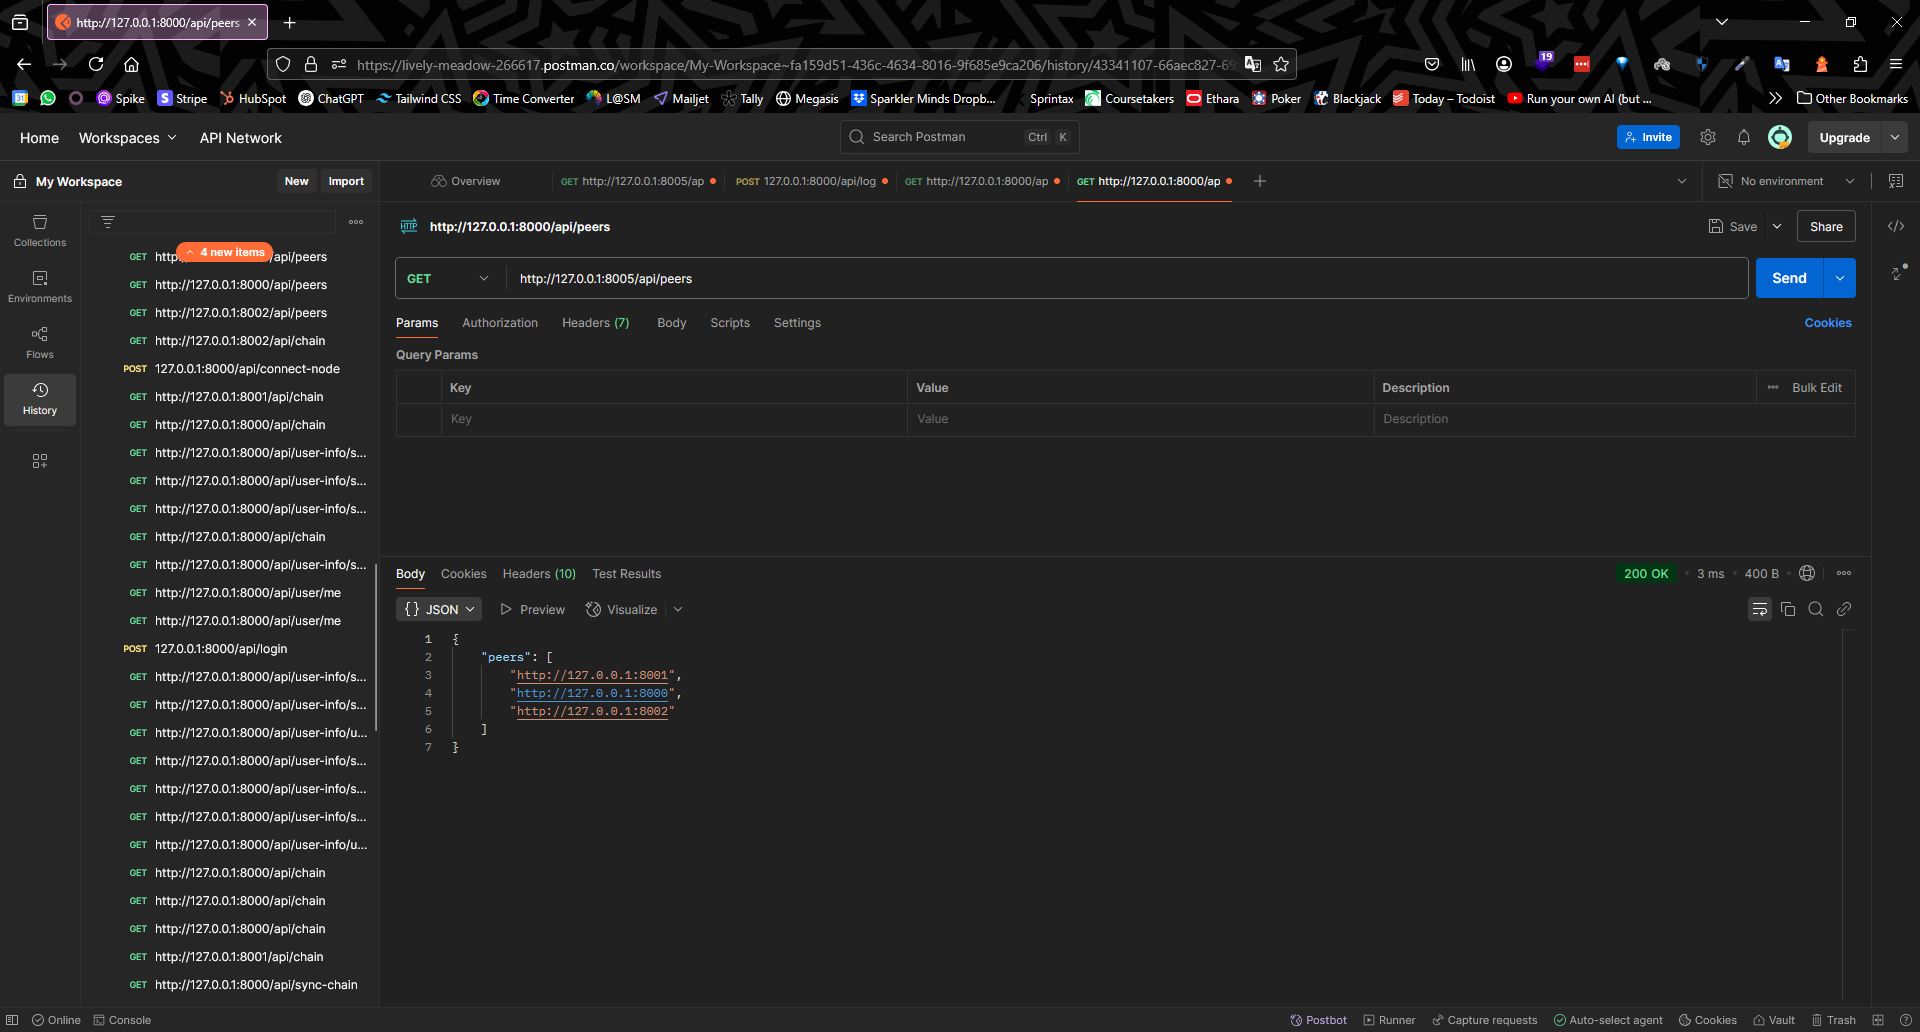 http://127.0.0.1:8000/api/peers
https://lively-meadow-266617.postman.co/workspace/My-Workspace~fa159d51-436c-4634-8016-9f685e9ca206/history/43341107-66aec827-69
19
31 Spike Stripe HubSpot ChatGPT Tailwind CSS Time Converter L@SM Mailjet Tally Megasis Sparkler Minds Dropb... Sprintax Coursetakers Ethara Poker Blackjack Today – Todoist Run your own AI (but ... Other Bookmarks
Home Workspaces API Network Search Postman Ctrl K Invite Upgrade
My Workspace New Import
Overview GET http://127.0.0.1:8005/ap POST 127.0.0.1:8000/api/log GET http://127.0.0.1:8000/ap GET http://127.0.0.1:8000/ap No environment
Collections
Environments
Flows
History
4 new items
GET http: /api/peers
GET http://127.0.0.1:8000/api/peers
GET http://127.0.0.1:8002/api/peers
GET http://127.0.0.1:8002/api/chain
POST 127.0.0.1:8000/api/connect-node
GET http://127.0.0.1:8001/api/chain
GET http://127.0.0.1:8000/api/chain
GET http://127.0.0.1:8000/api/user-info/s...
GET http://127.0.0.1:8000/api/user-info/s...
GET http://127.0.0.1:8000/api/user-info/s...
GET http://127.0.0.1:8000/api/chain
GET http://127.0.0.1:8000/api/user-info/s...
GET http://127.0.0.1:8000/api/user/me
GET http://127.0.0.1:8000/api/user/me
POST 127.0.0.1:8000/api/login
GET http://127.0.0.1:8000/api/user-info/s...
GET http://127.0.0.1:8000/api/user-info/s...
GET http://127.0.0.1:8000/api/user-info/u...
GET http://127.0.0.1:8000/api/user-info/s...
GET http://127.0.0.1:8000/api/user-info/s...
GET http://127.0.0.1:8000/api/user-info/s...
GET http://127.0.0.1:8000/api/user-info/u...
GET http://127.0.0.1:8000/api/chain
GET http://127.0.0.1:8000/api/chain
GET http://127.0.0.1:8000/api/chain
GET http://127.0.0.1:8001/api/chain
GET http://127.0.0.1:8000/api/sync-chain
HTTP http://127.0.0.1:8000/api/peers Save Share
GET http://127.0.0.1:8005/api/peers Send
Params Authorization Headers (7) Body Scripts Settings Cookies
Query Params
Key Value Description Bulk Edit
Key Value Description
Body Cookies Headers (10) Test Results 200 OK 3 ms 400 B
{} JSON Preview Visualize
1 {
2 "peers": [
3 "http://127.0.0.1:8001",
4 "http://127.0.0.1:8000",
5 "http://127.0.0.1:8002"
6 ]
7 }
Online Console Postbot Runner Capture requests Auto-select agent Cookies Vault Trash